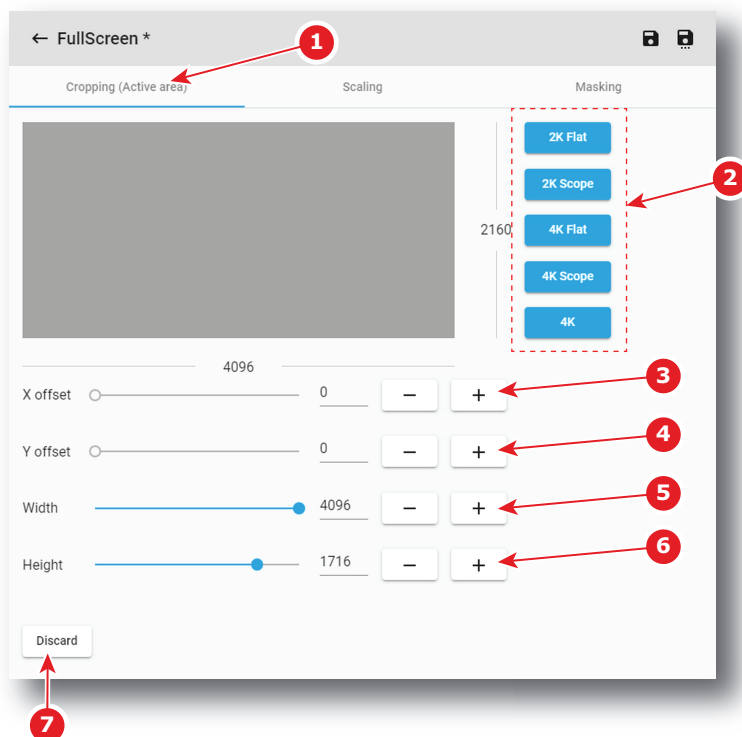 ← FullScreen *
1
Cropping (Active area)
Scaling
Masking
2K Flat
2
2K Scope
2160
4K Flat
4K Scope
4K
4096
3
X offset
0
−
+
4
Y offset
0
−
+
5
Width
4096
−
+
6
Height
1716
−
+
Discard
7